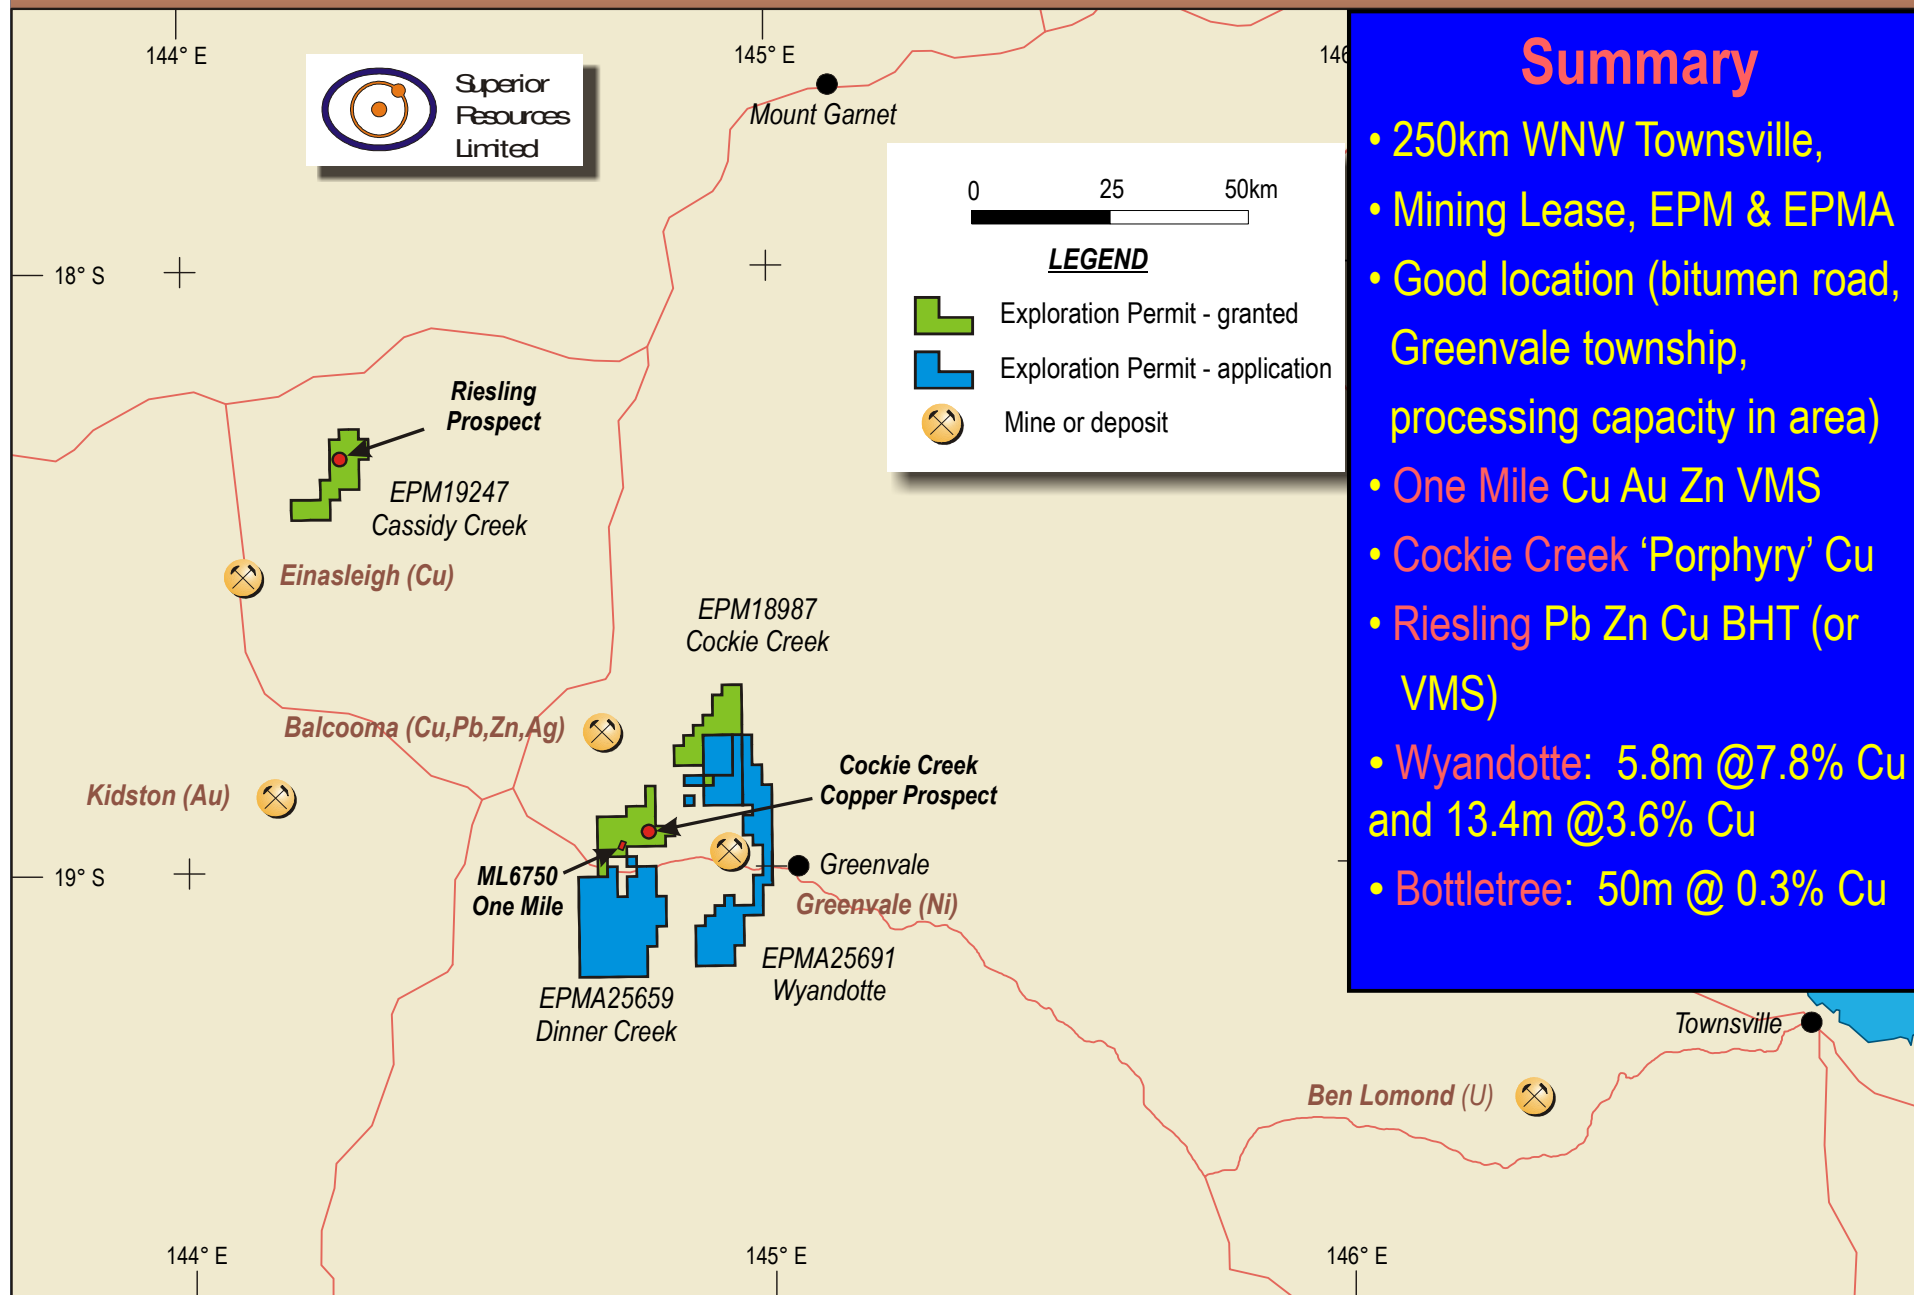 144° E
145° E
146
Superior
Resources
Limited
Mount Garnet
0 25 50km
LEGEND
Exploration Permit - granted
Exploration Permit - application
Mine or deposit
18° S
Riesling
Prospect
EPM19247
Cassidy Creek
Einasleigh (Cu)
EPM18987
Cockie Creek
Balcooma (Cu,Pb,Zn,Ag)
Kidston (Au)
Cockie Creek
Copper Prospect
19° S
ML6750
One Mile
Greenvale
Greenvale (Ni)
EPMA25691
Wyandotte
EPMA25659
Dinner Creek
Townsville
Ben Lomond (U)
144° E
145° E
146° E
Summary
• 250km WNW Townsville,
• Mining Lease, EPM & EPMA
• Good location (bitumen road,
Greenvale township,
processing capacity in area)
• One Mile Cu Au Zn VMS
• Cockie Creek ‘Porphyry’ Cu
• Riesling Pb Zn Cu BHT (or
VMS)
• Wyandotte: 5.8m @7.8% Cu
and 13.4m @3.6% Cu
• Bottletree: 50m @ 0.3% Cu